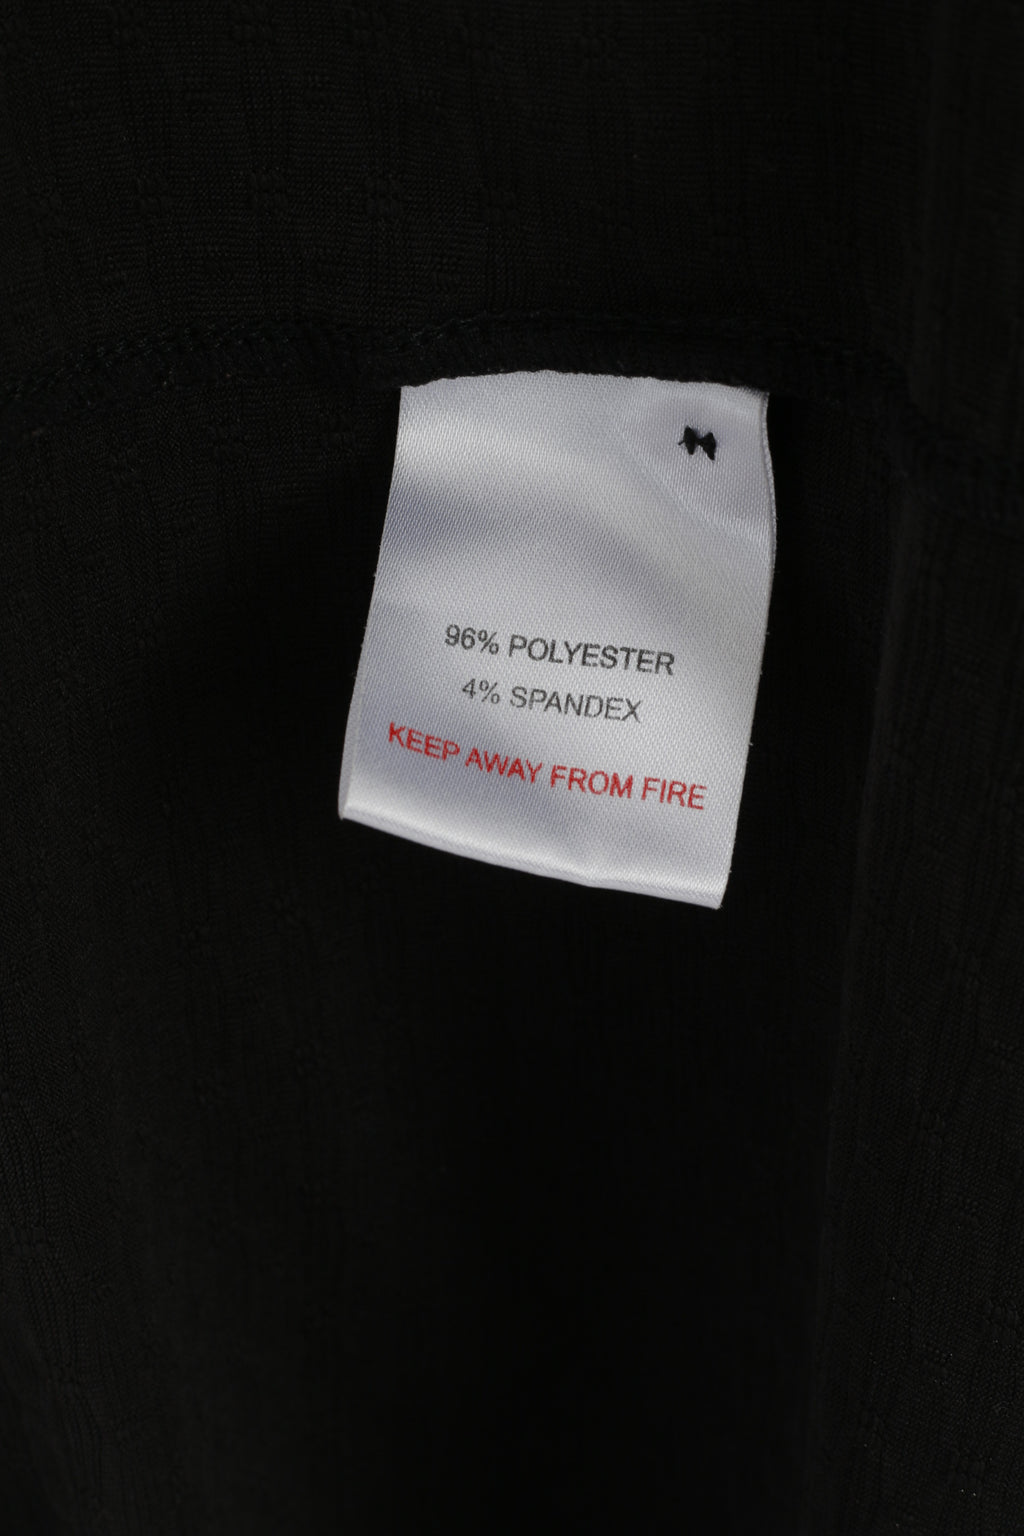 96% POLYESTER
4% SPANDEX
KEEP AWAY FROM FIRE